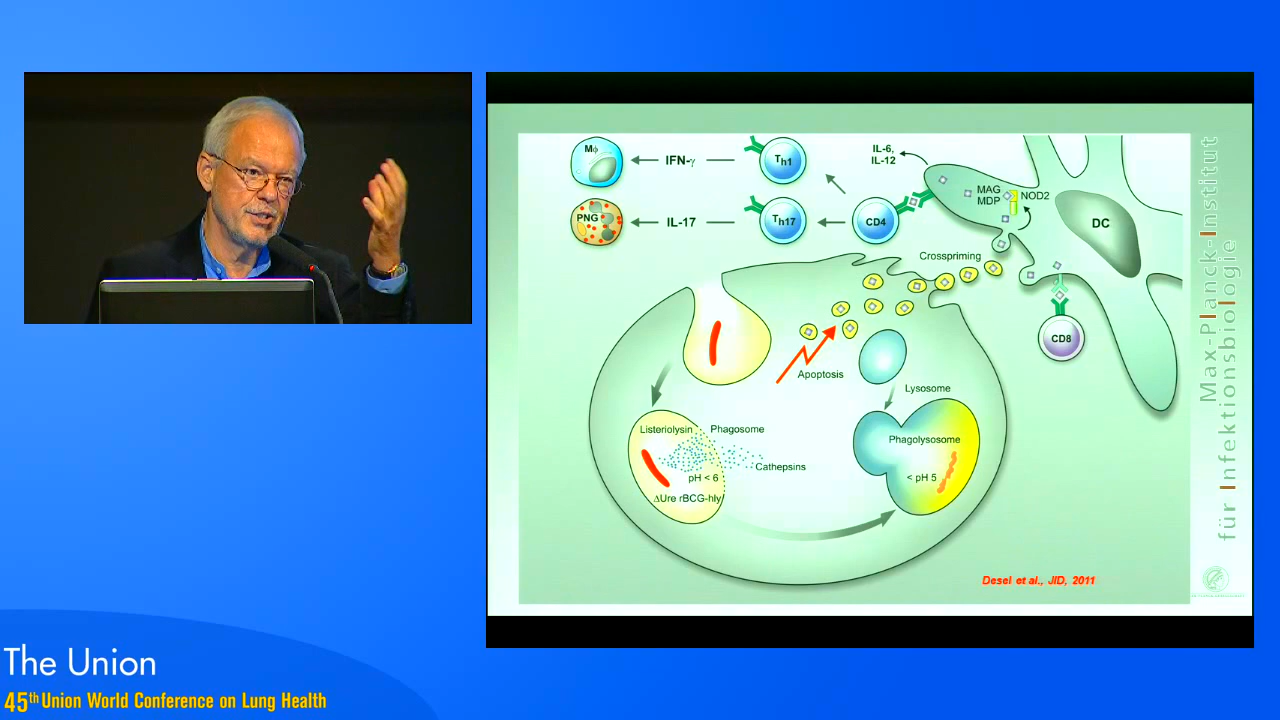 Mϕ
IFN-γ
Th1
IL-6,
IL-12
MAG
MDP
NOD2
DC
PNG
IL-17
Th17
CD4
Crosspriming
CD8
Apoptosis
Lysosome
Listeriolysin
Phagosome
Cathepsins
pH < 6
ΔUre rBCG-hly
Phagolysosome
< pH 5
Desel et al., JID, 2011
Max-Planck-Institut
für Infektionsbiologie
The Union
45th Union World Conference on Lung Health